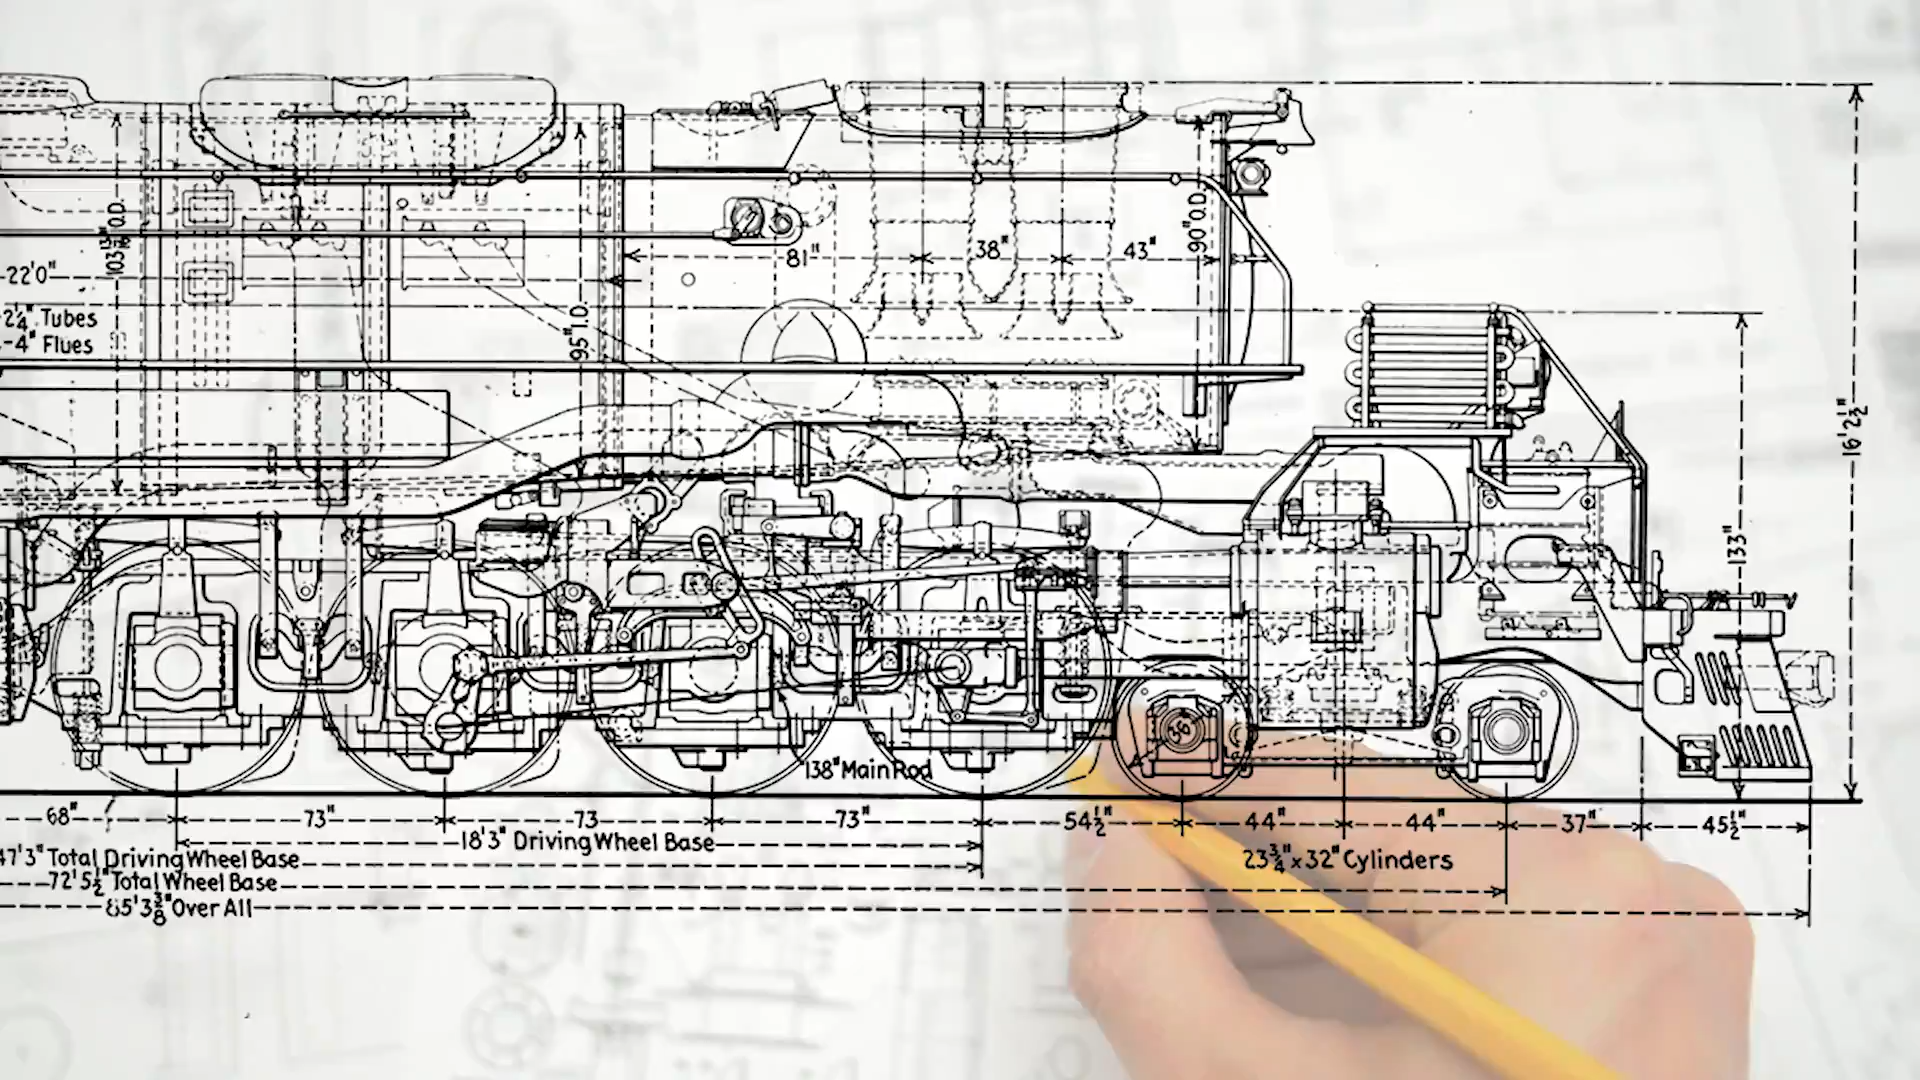 103 13/16" O.D.
22'0"
2¼" Tubes
4" Flues
95" I.D.
81"
38"
43"
90" O.D.
16'2½"
133"
36"
138" Main Rod
68"
73"
73
73"
54½"
44"
44"
37"
45½"
18'3" Driving Wheel Base
47'3" Total Driving Wheel Base
72'5½" Total Wheel Base
23¾" x 32" Cylinders
85'3⅜" Over All